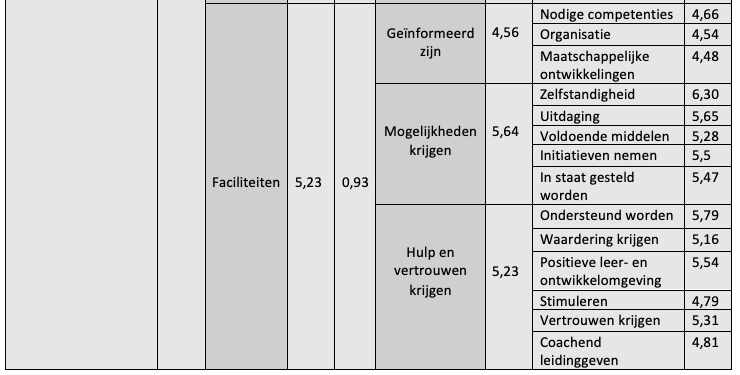 Faciliteiten 5,23 0,93
Geïnformeerd
zijn
4,56
Nodige competenties 4,66
Organisatie 4,54
Maatschappelijke 4,48
ontwikkelingen
Mogelijkheden
krijgen
5,64
Zelfstandigheid 6,30
Uitdaging 5,65
Voldoende middelen 5,28
Initiatieven nemen 5,5
In staat gesteld 5,47
worden
Hulp en
vertrouwen
krijgen
5,23
Ondersteund worden 5,79
Waardering krijgen 5,16
Positieve leer- en 5,54
ontwikkelomgeving
Stimuleren 4,79
Vertrouwen krijgen 5,31
Coachend 4,81
leidinggeven